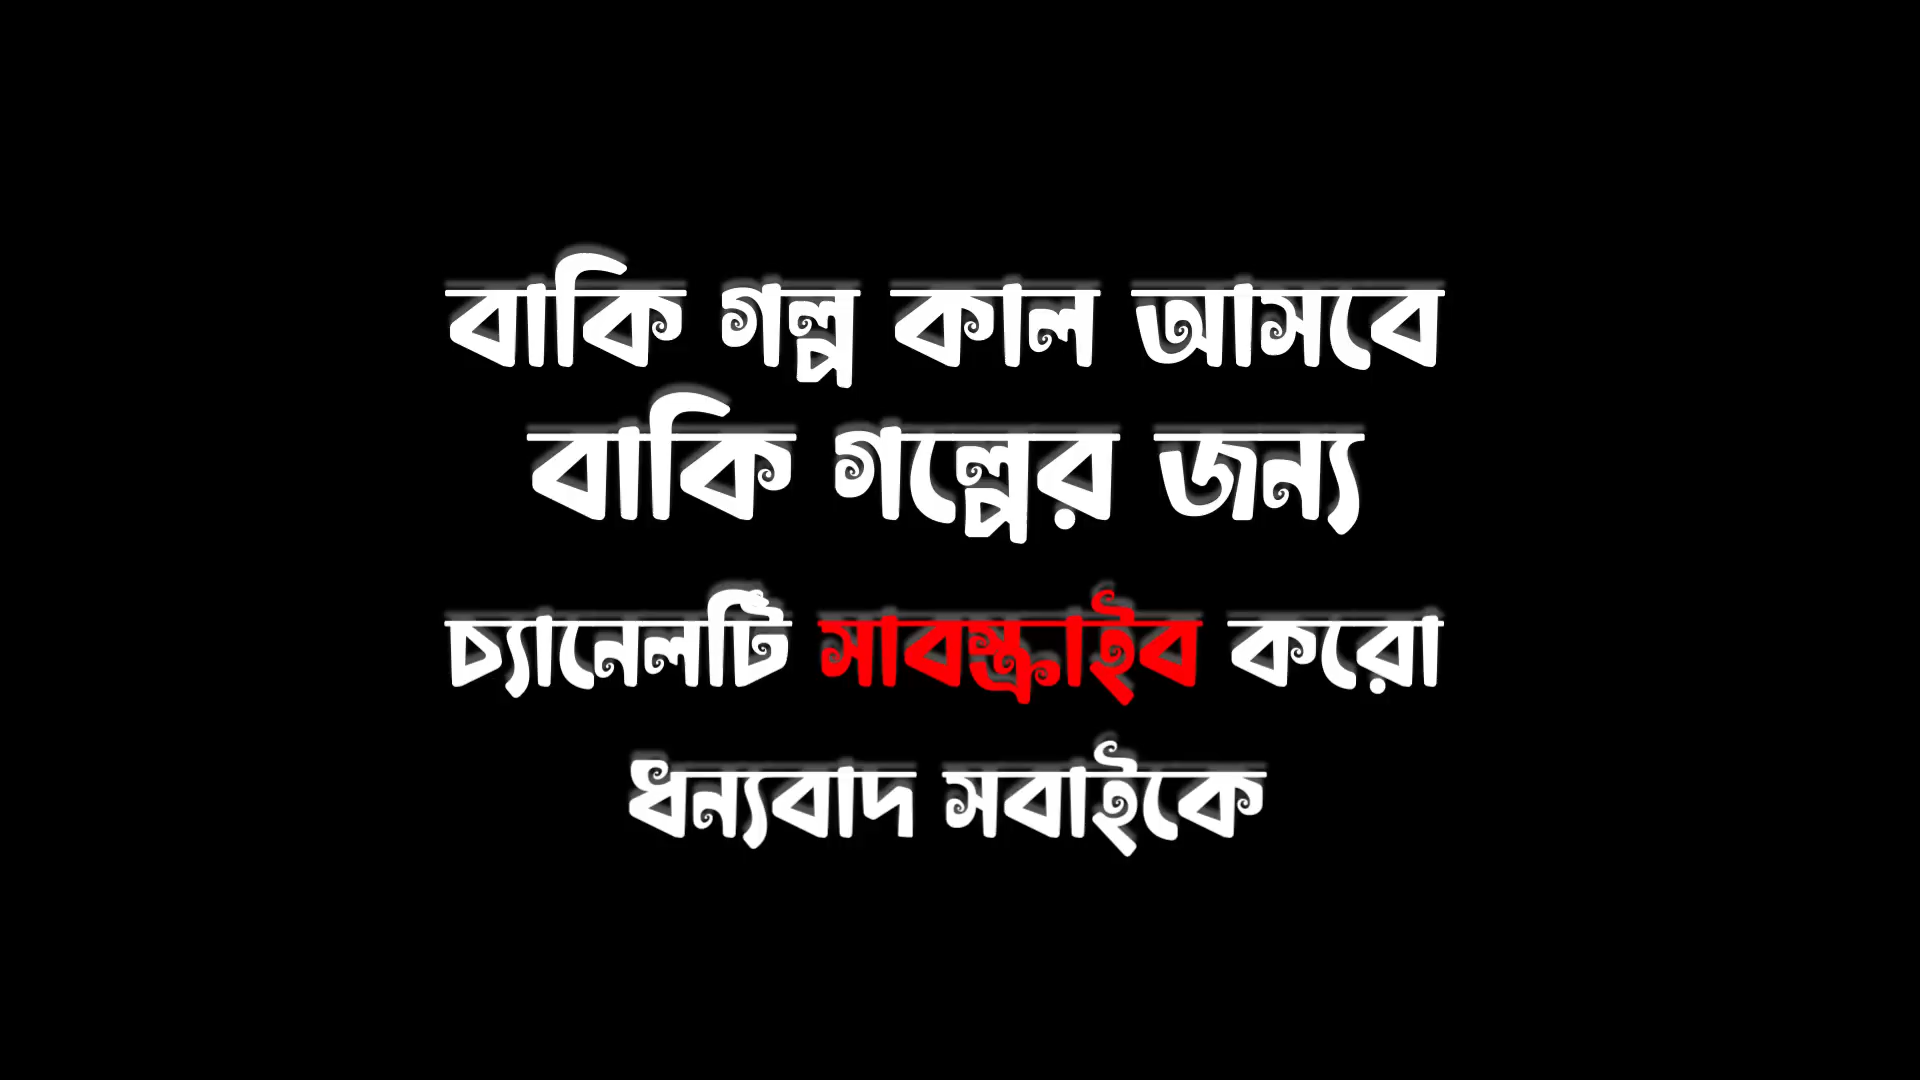 বাকি গল্প কাল আসবে
বাকি গল্পের জন্য
চ্যানেলটি সাবস্ক্রাইব করো
ধন্যবাদ সবাইকে